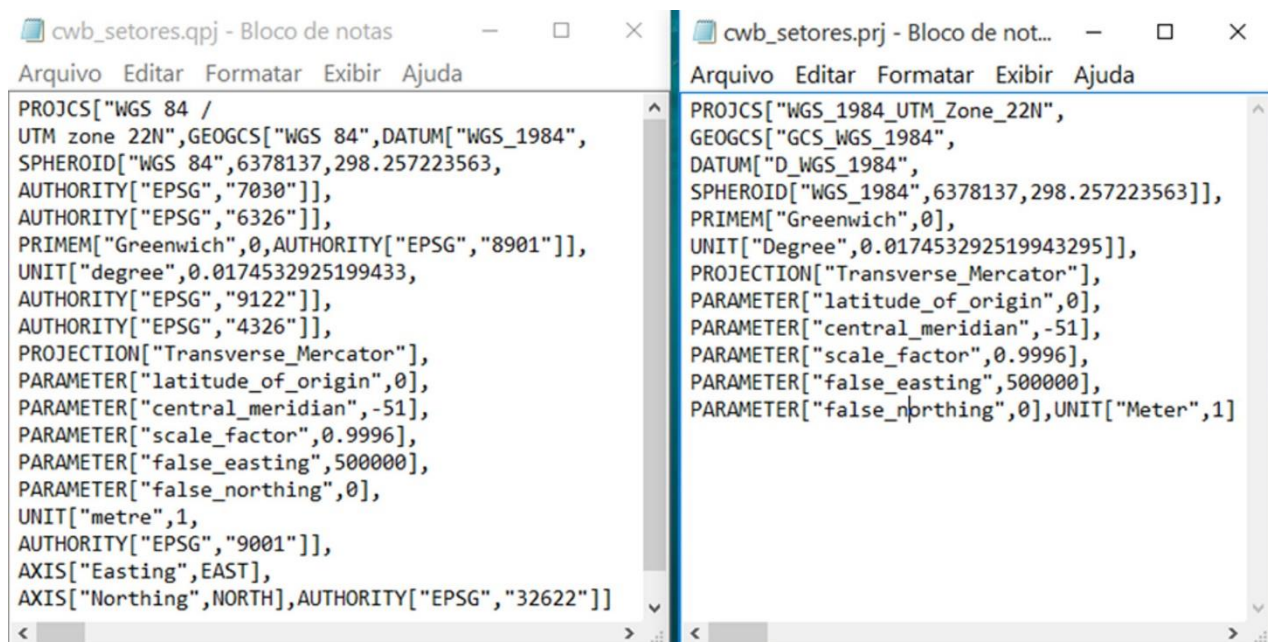 cwb_setores.qpj - Bloco de notas
Arquivo Editar Formatar Exibir Ajuda
PROJCS["WGS 84 /
UTM zone 22N",GEOGCS["WGS 84",DATUM["WGS_1984",
SPHEROID["WGS 84",6378137,298.257223563,
AUTHORITY["EPSG","7030"]],
AUTHORITY["EPSG","6326"]],
PRIMEM["Greenwich",0,AUTHORITY["EPSG","8901"]],
UNIT["degree",0.0174532925199433,
AUTHORITY["EPSG","9122"]],
AUTHORITY["EPSG","4326"]],
PROJECTION["Transverse_Mercator"],
PARAMETER["latitude_of_origin",0],
PARAMETER["central_meridian",-51],
PARAMETER["scale_factor",0.9996],
PARAMETER["false_easting",500000],
PARAMETER["false_northing",0],
UNIT["metre",1,
AUTHORITY["EPSG","9001"]],
AXIS["Easting",EAST],
AXIS["Northing",NORTH],AUTHORITY["EPSG","32622"]]
cwb_setores.prj - Bloco de not...
Arquivo Editar Formatar Exibir Ajuda
PROJCS["WGS_1984_UTM_Zone_22N",
GEOGCS["GCS_WGS_1984",
DATUM["D_WGS_1984",
SPHEROID["WGS_1984",6378137,298.257223563]],
PRIMEM["Greenwich",0],
UNIT["Degree",0.017453292519943295]],
PROJECTION["Transverse_Mercator"],
PARAMETER["latitude_of_origin",0],
PARAMETER["central_meridian",-51],
PARAMETER["scale_factor",0.9996],
PARAMETER["false_easting",500000],
PARAMETER["false_northing",0],UNIT["Meter",1]